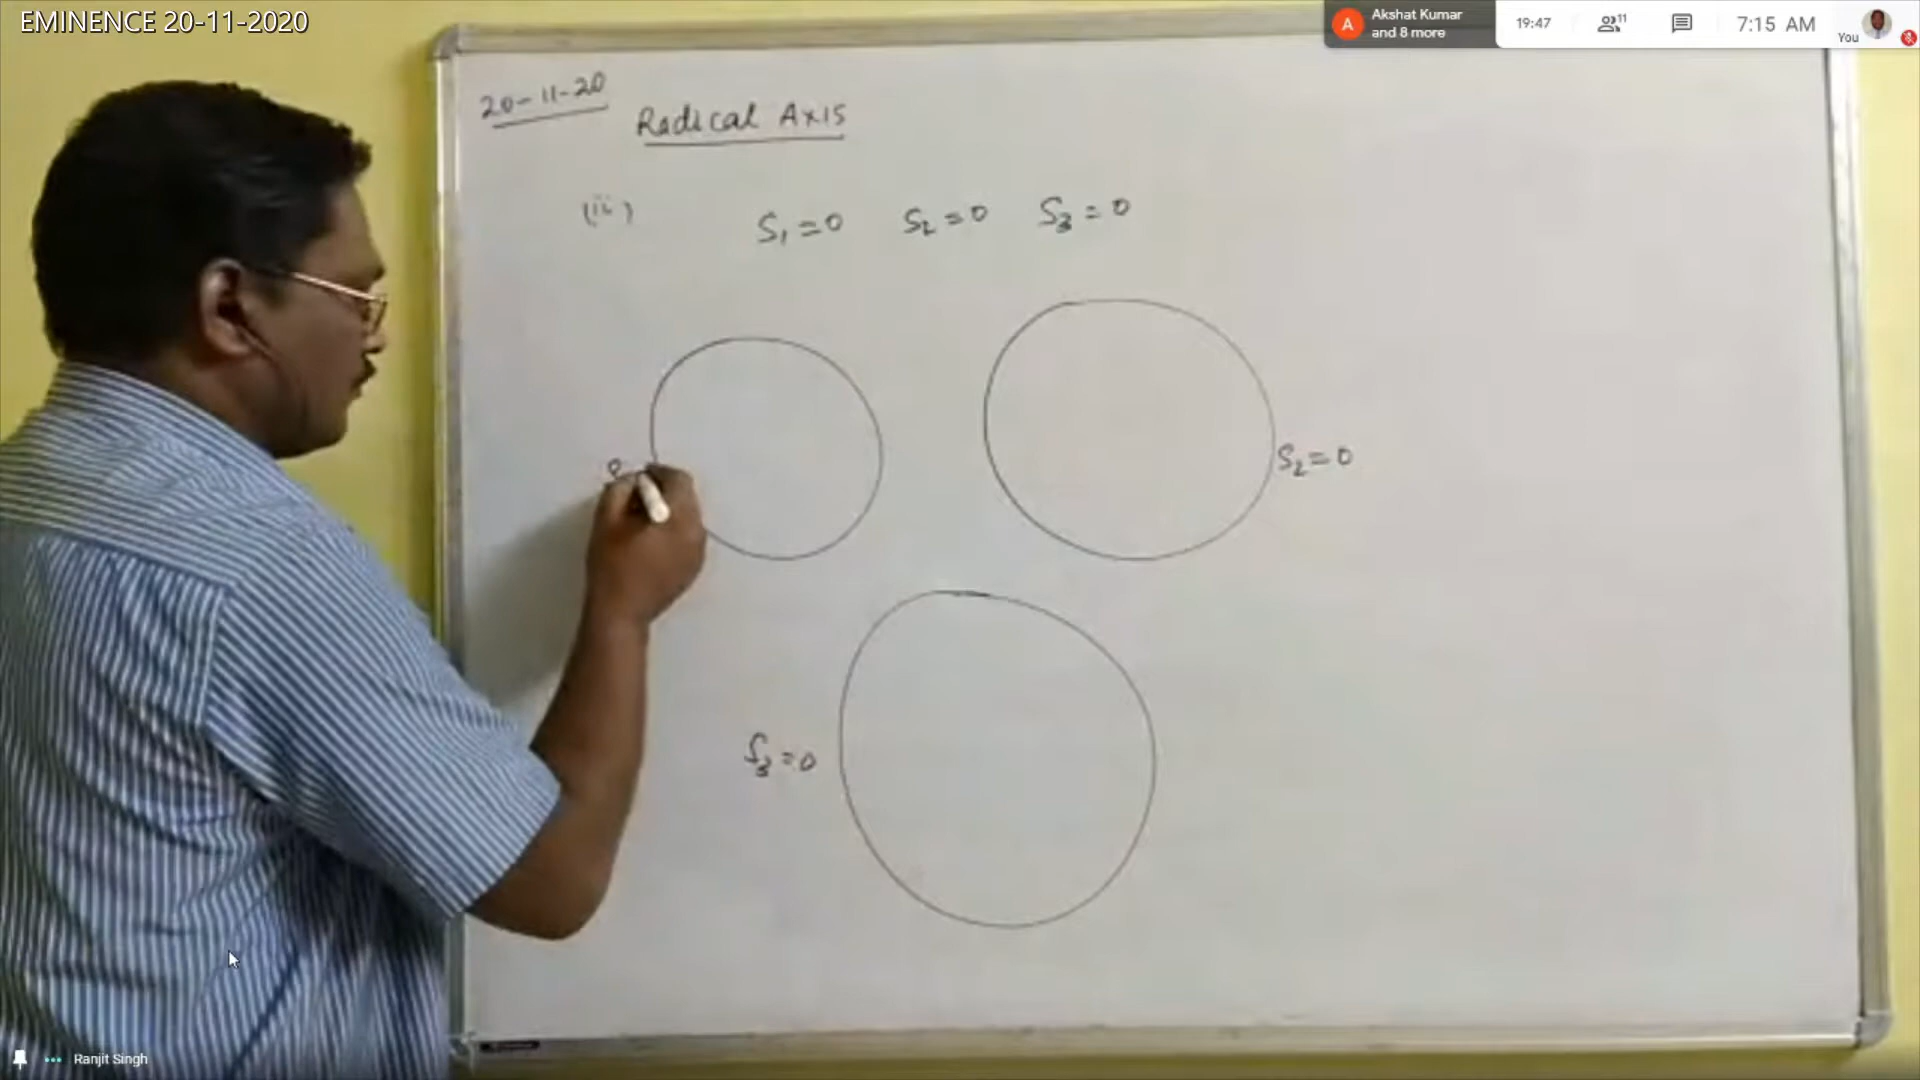 EMINENCE 20-11-2020
Akshat Kumar
and 8 more
A
19:47
11
7:15 AM
You
20-11-20
Radical Axis
(ii)
S₁=0 S₂=0 S₃=0
S₂=0
S₃=0
Ranjit Singh